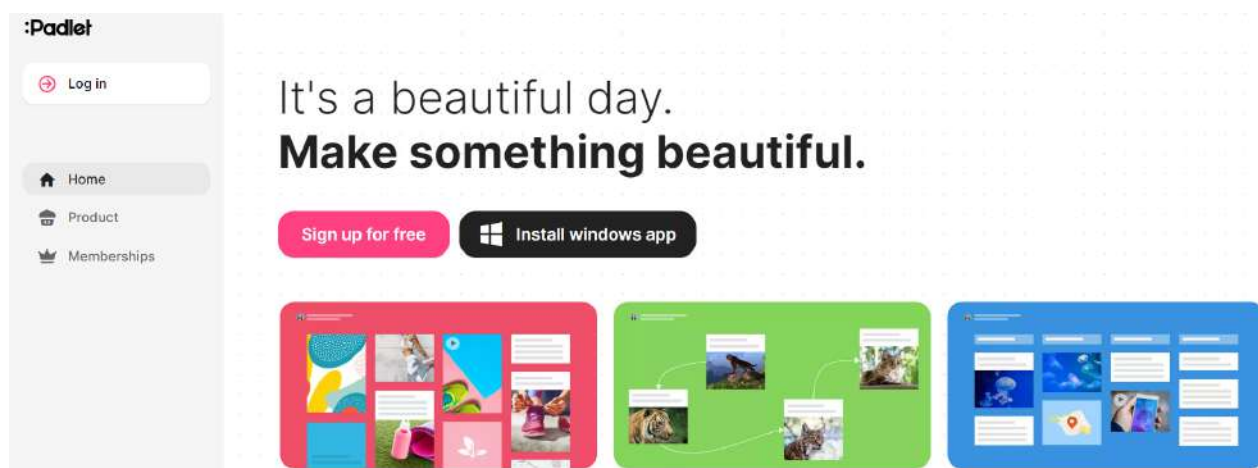 :Padlet
Log in
Home
Product
Memberships
It's a beautiful day.
Make something beautiful.
Sign up for free
Install windows app